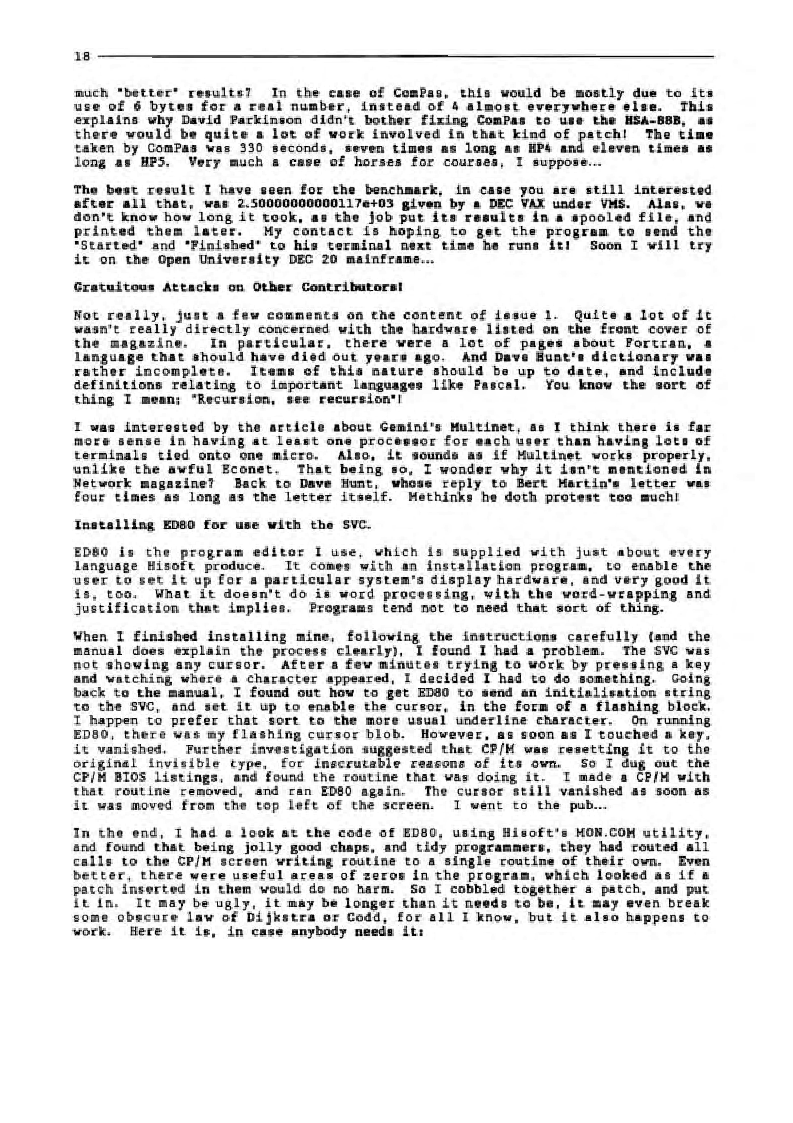 18
much "better" results? In the case of ComPas, this would be mostly due to its
use of 6 bytes for a real number, instead of 4 almost everywhere else. This
explains why David Parkinson didn't bother fixing ComPas to use the HSA-88B, as
there would be quite a lot of work involved in that kind of patch! The time
taken by ComPas was 330 seconds, seven times as long as HP4 and eleven times as
long as HP5. Very much a case of horses for courses, I suppose...
The best result I have seen for the benchmark, in case you are still interested
after all that, was 2.50000000000117e+03 given by a DEC VAX under VMS. Alas, we
don't know how long it took, as the job put its results in a spooled file, and
printed them later. My contact is hoping to get the program to send the
"Started" and "Finished" to his terminal next time he runs it! Soon I will try
it on the Open University DEC 20 mainframe...
Gratuitous Attacks on Other Contributors!
Not really, just a few comments on the content of issue 1. Quite a lot of it
wasn't really directly concerned with the hardware listed on the front cover of
the magazine. In particular, there were a lot of pages about Fortran, a
language that should have died out years ago. And Dave Hunt's dictionary was
rather incomplete. Items of this nature should be up to date, and include
definitions relating to important languages like Pascal. You know the sort of
thing I mean; "Recursion, see recursion"!
I was interested by the article about Gemini's Multinet, as I think there is far
more sense in having at least one processor for each user than having lots of
terminals tied onto one micro. Also, it sounds as if Multinet works properly,
unlike the awful Econet. That being so, I wonder why it isn't mentioned in
Network magazine? Back to Dave Hunt, whose reply to Bert Martin's letter was
four times as long as the letter itself. Methinks he doth protest too much!
Installing ED80 for use with the SVC.
ED80 is the program editor I use, which is supplied with just about every
language Hisoft produce. It comes with an installation program, to enable the
user to set it up for a particular system's display hardware, and very good it
is, too. What it doesn't do is word processing, with the word-wrapping and
justification that implies. Programs tend not to need that sort of thing.
When I finished installing mine, following the instructions carefully (and the
manual does explain the process clearly), I found I had a problem. The SVC was
not showing any cursor. After a few minutes trying to work by pressing a key
and watching where a character appeared, I decided I had to do something. Going
back to the manual, I found out how to get ED80 to send an initialisation string
to the SVC, and set it up to enable the cursor, in the form of a flashing block.
I happen to prefer that sort to the more usual underline character. On running
ED80, there was my flashing cursor blob. However, as soon as I touched a key,
it vanished. Further investigation suggested that CP/M was resetting it to the
original invisible type, for inscrutable reasons of its own. So I dug out the
CP/M BIOS listings, and found the routine that was doing it. I made a CP/M with
that routine removed, and ran ED80 again. The cursor still vanished as soon as
it was moved from the top left of the screen. I went to the pub...
In the end, I had a look at the code of ED80, using Hisoft's MON.COM utility,
and found that being jolly good chaps, and tidy programmers, they had routed all
calls to the CP/M screen writing routine to a single routine of their own. Even
better, there were useful areas of zeros in the program, which looked as if a
patch inserted in them would do no harm. So I cobbled together a patch, and put
it in. It may be ugly, it may be longer than it needs to be, it may even break
some obscure law of Dijkstra or Codd, for all I know, but it also happens to
work. Here it is, in case anybody needs it: